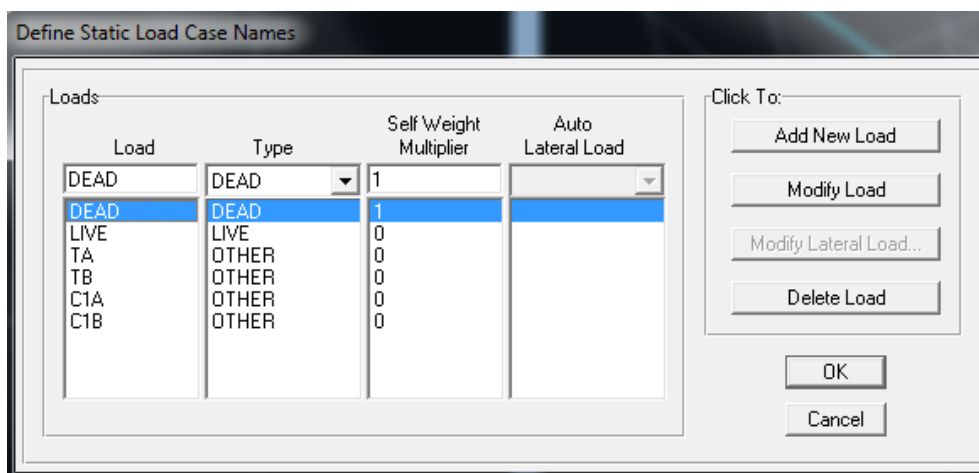 Define Static Load Case Names
Loads
Load Type Self Weight Multiplier Auto Lateral Load
DEAD DEAD 1
DEAD DEAD 1
LIVE LIVE 0
TA OTHER 0
TB OTHER 0
C1A OTHER 0
C1B OTHER 0
Click To:
Add New Load
Modify Load
Modify Lateral Load...
Delete Load
OK
Cancel